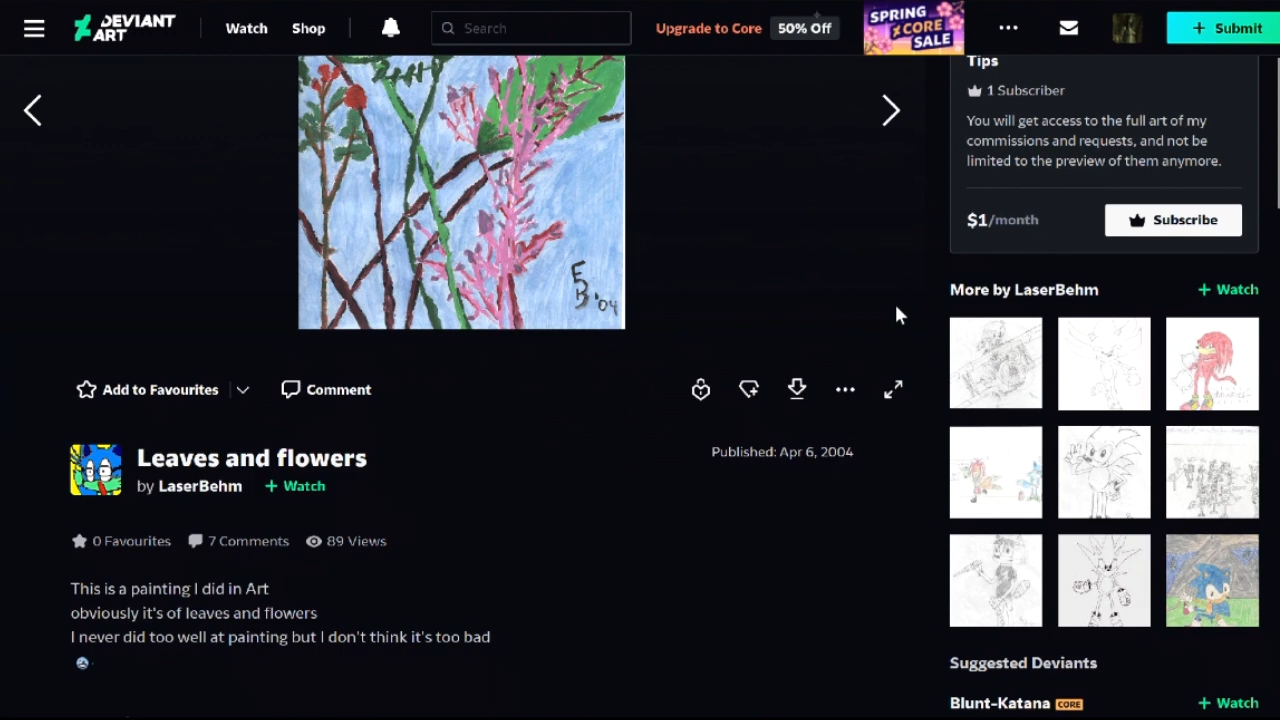 DEVIANT ART
Watch
Shop
Search
Upgrade to Core
50% Off
SPRING CORE SALE
+ Submit
Tips
1 Subscriber
You will get access to the full art of my
commissions and requests, and not be
limited to the preview of them anymore.
$1/month
Subscribe
EB '04
More by LaserBehm
+ Watch
Add to Favourites
Comment
Leaves and flowers
by LaserBehm
+ Watch
Published: Apr 6, 2004
0 Favourites
7 Comments
89 Views
This is a painting I did in Art
obviously it's of leaves and flowers
I never did too well at painting but I don't think it's too bad
Suggested Deviants
Blunt-Katana CORE
+ Watch